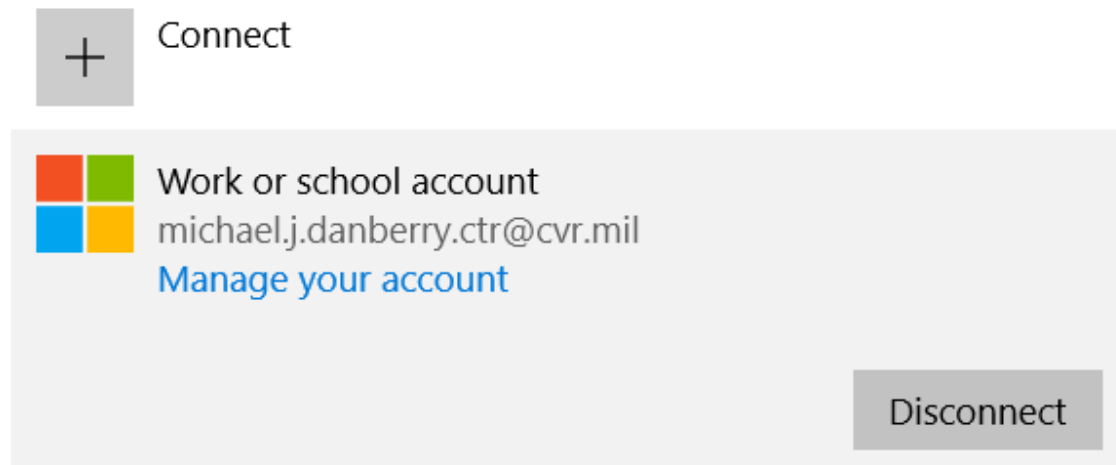 Connect
Work or school account
michael.j.danberry.ctr@cvr.mil
Manage your account
Disconnect